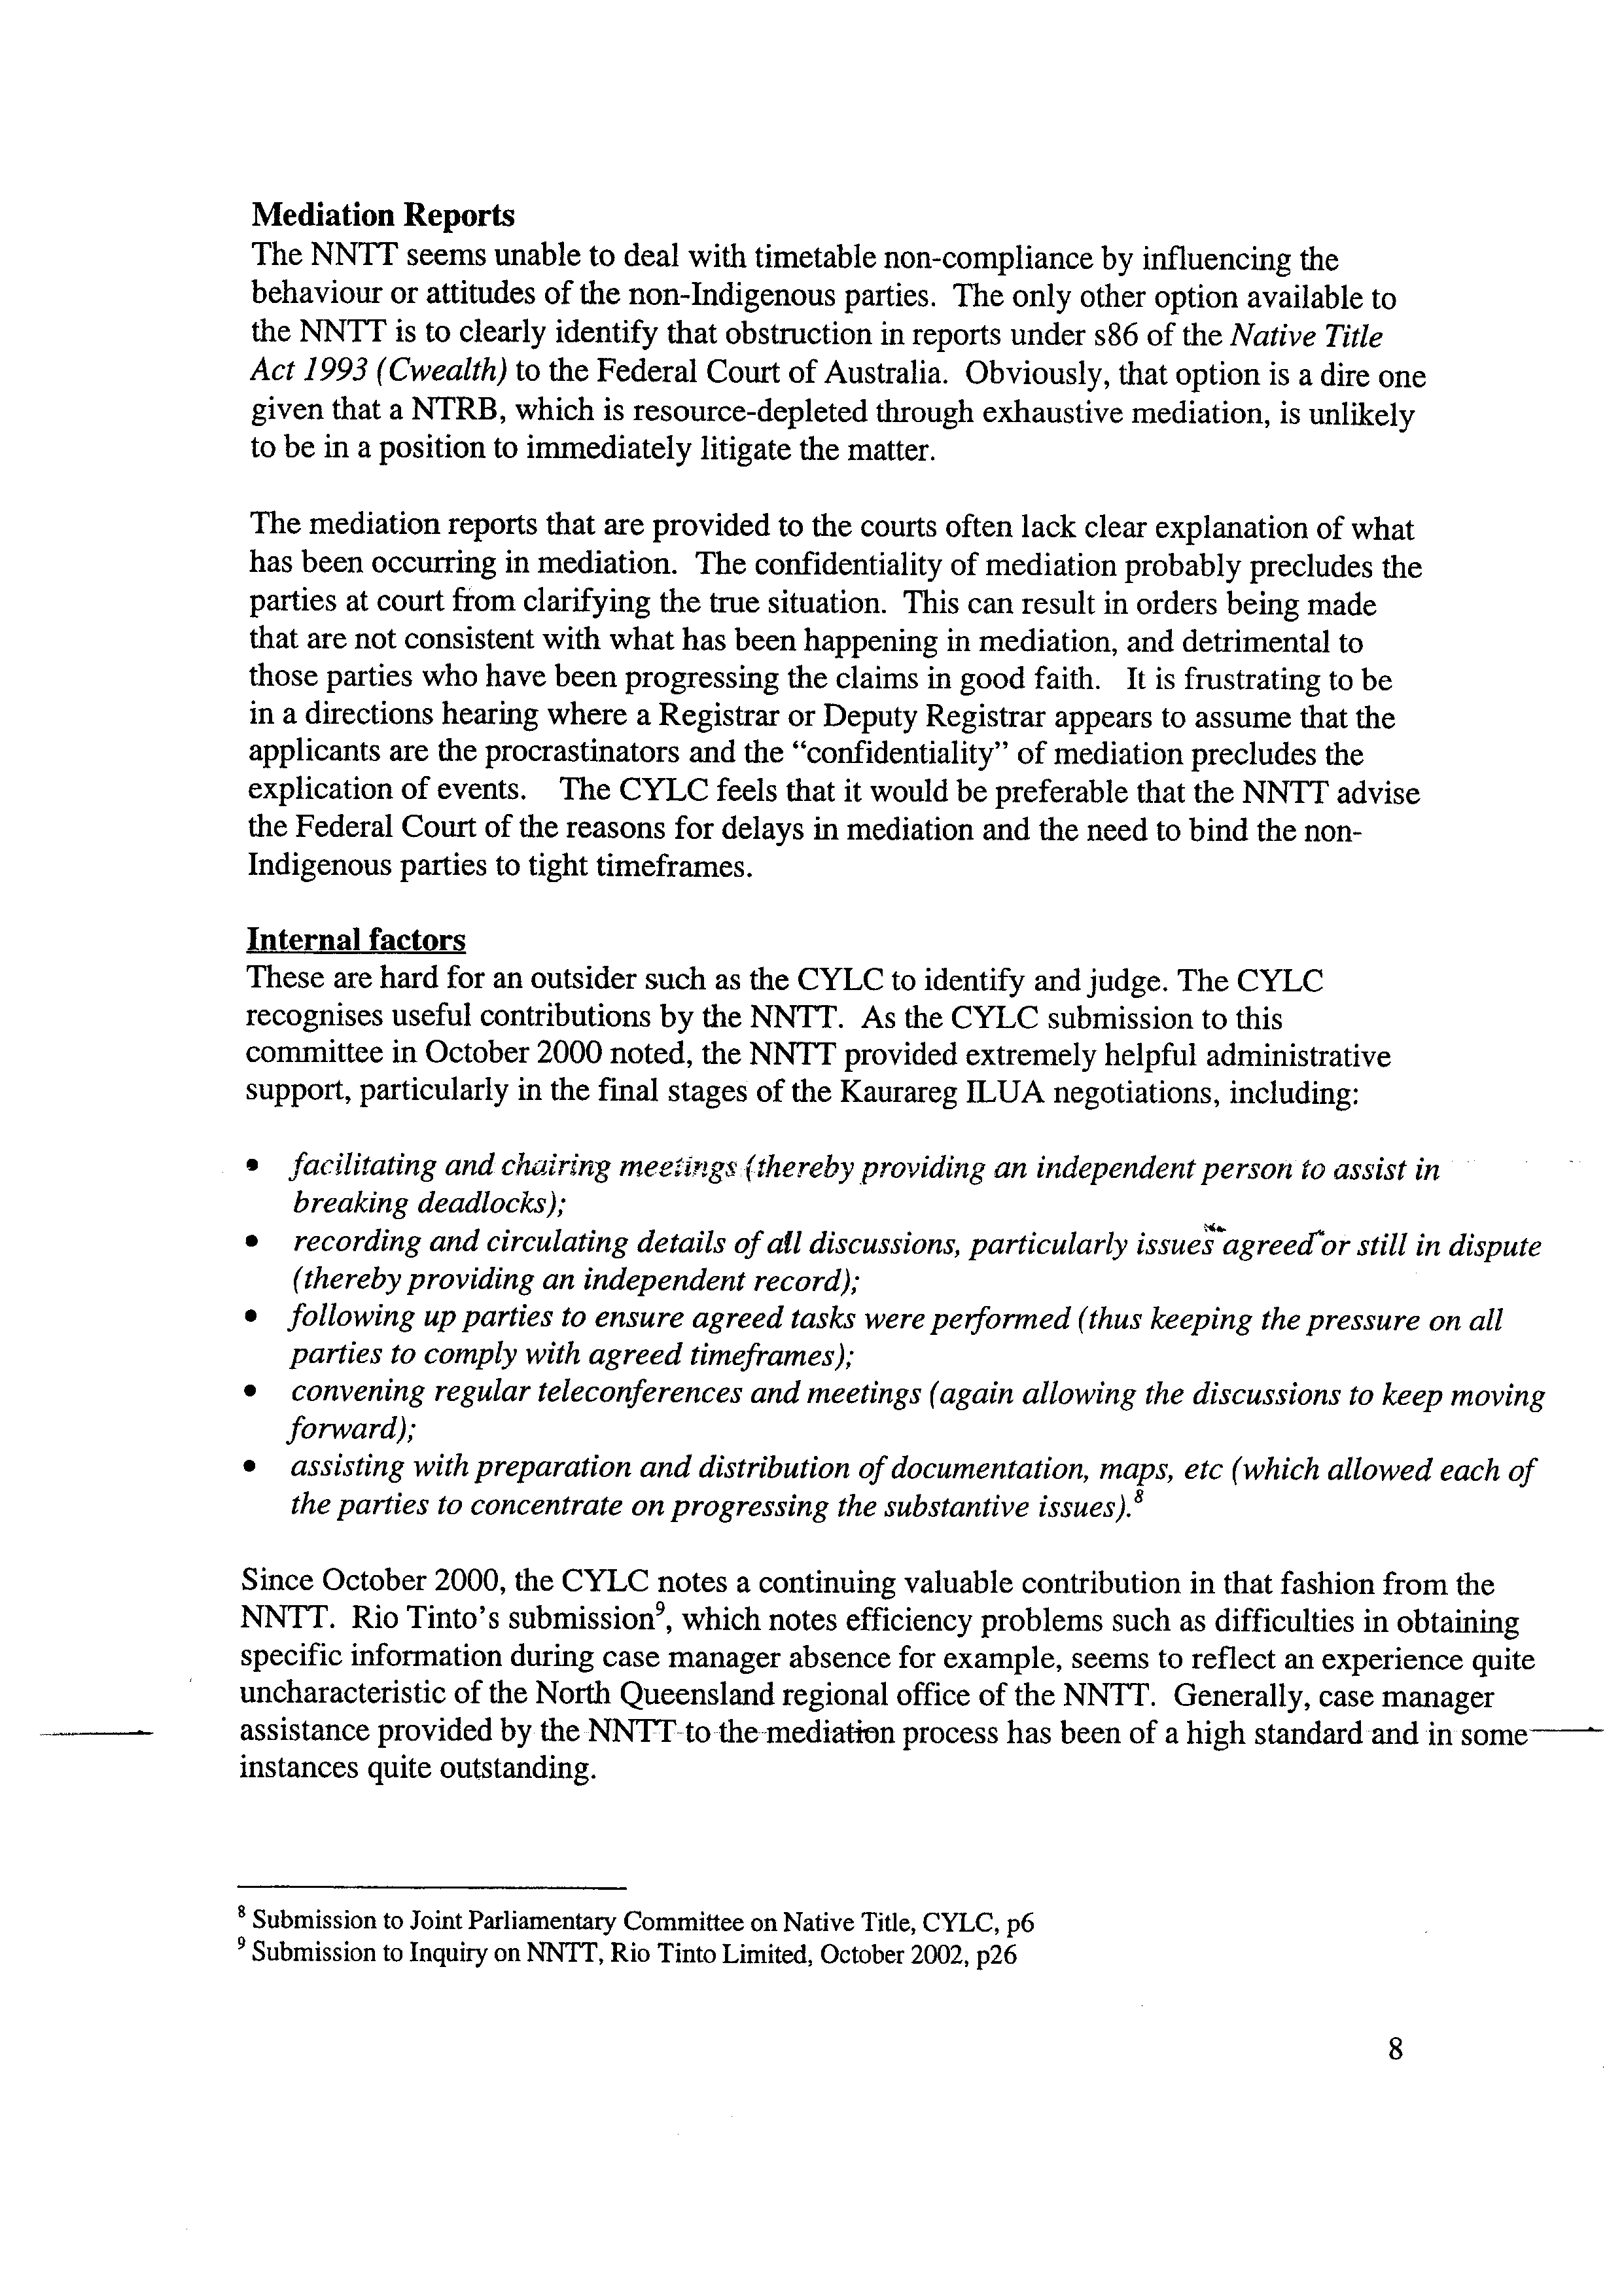 Mediation Reports
The NNTT seems unable to deal with timetable non-compliance by influencing the
behaviour or attitudes of the non-Indigenous parties. The only other option available to
the NNTT is to clearly identify that obstruction in reports under s86 of the Native Title
Act 1993 (Cwealth) to the Federal Court of Australia. Obviously, that option is a dire one
given that a NTRB, which is resource-depleted through exhaustive mediation, is unlikely
to be in a position to immediately litigate the matter.
The mediation reports that are provided to the courts often lack clear explanation of what
has been occurring in mediation. The confidentiality of mediation probably precludes the
parties at court from clarifying the true situation. This can result in orders being made
that are not consistent with what has been happening in mediation, and detrimental to
those parties who have been progressing the claims in good faith. It is frustrating to be
in a directions hearing where a Registrar or Deputy Registrar appears to assume that the
applicants are the procrastinators and the “confidentiality” of mediation precludes the
explication of events. The CYLC feels that it would be preferable that the NNTT advise
the Federal Court of the reasons for delays in mediation and the need to bind the non-
Indigenous parties to tight timeframes.
Internal factors
These are hard for an outsider such as the CYLC to identify and judge. The CYLC
recognises useful contributions by the NNTT. As the CYLC submission to this
committee in October 2000 noted, the NNTT provided extremely helpful administrative
support, particularly in the final stages of the Kaurareg ILUA negotiations, including:
• facilitating and chairing meetings (thereby providing an independent person to assist in
breaking deadlocks);
• recording and circulating details of all discussions, particularly issues agreed or still in dispute
(thereby providing an independent record);
• following up parties to ensure agreed tasks were performed (thus keeping the pressure on all
parties to comply with agreed timeframes);
• convening regular teleconferences and meetings (again allowing the discussions to keep moving
forward);
• assisting with preparation and distribution of documentation, maps, etc (which allowed each of
the parties to concentrate on progressing the substantive issues).8
Since October 2000, the CYLC notes a continuing valuable contribution in that fashion from the
NNTT. Rio Tinto’s submission9, which notes efficiency problems such as difficulties in obtaining
specific information during case manager absence for example, seems to reflect an experience quite
uncharacteristic of the North Queensland regional office of the NNTT. Generally, case manager
assistance provided by the NNTT to the mediation process has been of a high standard and in some
instances quite outstanding.
8 Submission to Joint Parliamentary Committee on Native Title, CYLC, p6
9 Submission to Inquiry on NNTT, Rio Tinto Limited, October 2002, p26
8